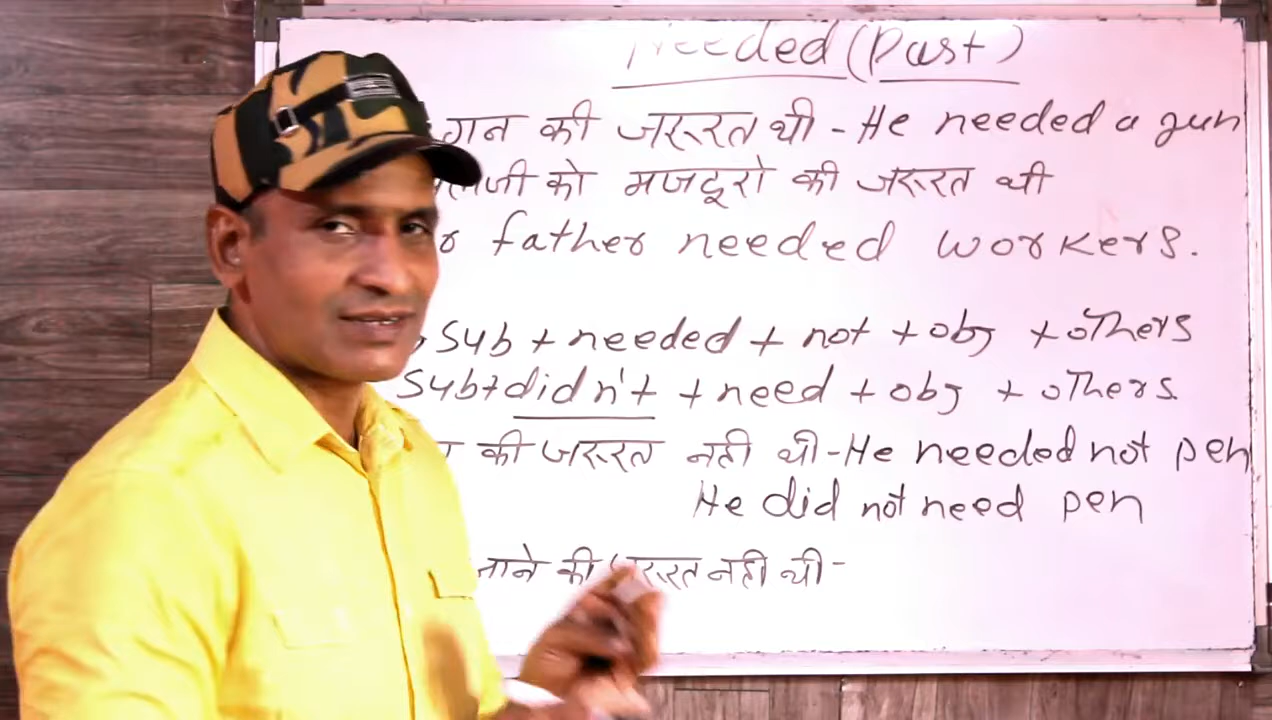 Needed (Past)
गन की जरूरत थी - He needed a gun
को मजदूरो की जरूरत थी
father needed workers.
Sub + needed + not + obj + others
Sub + didn't + need + obj + others.
की जरूरत नही थी - He needed not pen
He did not need pen
की जरूरत नही थी -